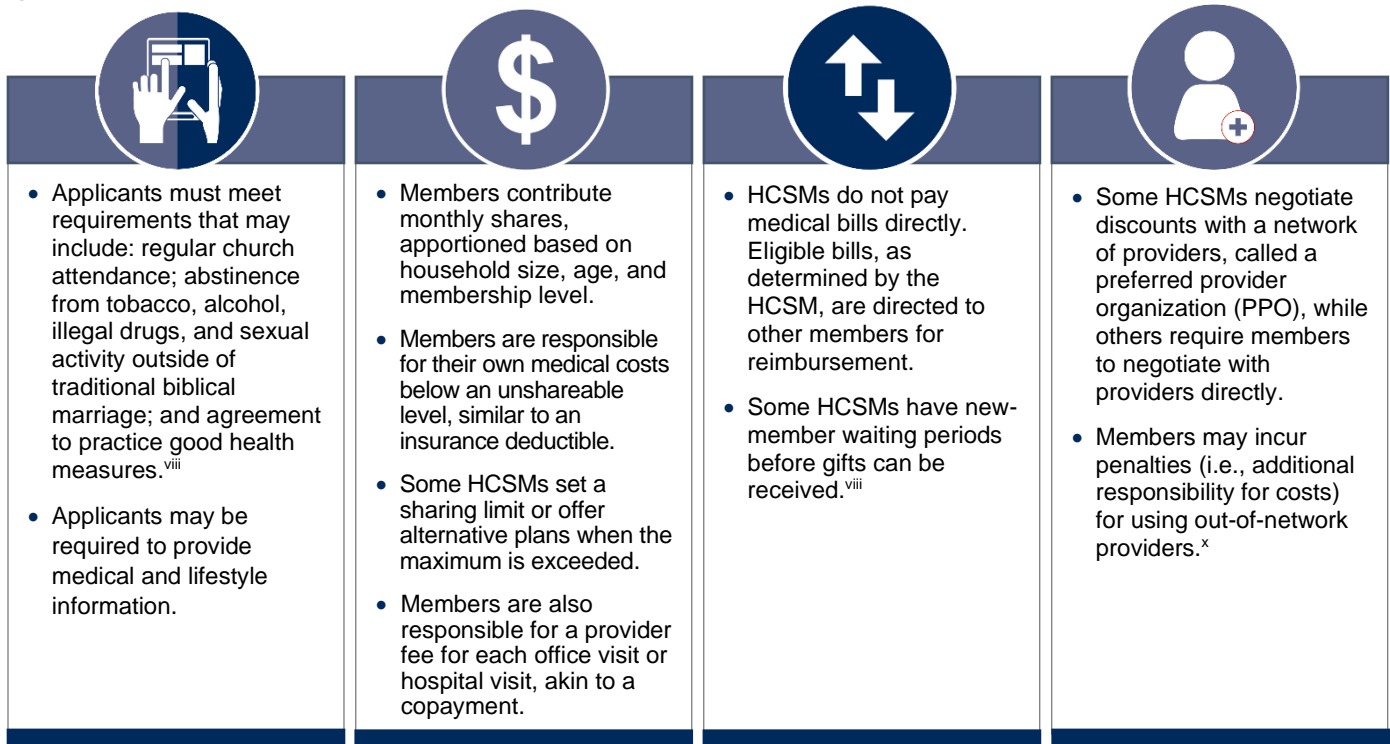 $
• Applicants must meet
requirements that may
include: regular church
attendance; abstinence
from tobacco, alcohol,
illegal drugs, and sexual
activity outside of
traditional biblical
marriage; and agreement
to practice good health
measures.viii
• Applicants may be
required to provide
medical and lifestyle
information.
• Members contribute
monthly shares,
apportioned based on
household size, age, and
membership level.
• Members are responsible
for their own medical costs
below an unshareable
level, similar to an
insurance deductible.
• Some HCSMs set a
sharing limit or offer
alternative plans when the
maximum is exceeded.
• Members are also
responsible for a provider
fee for each office visit or
hospital visit, akin to a
copayment.
• HCSMs do not pay
medical bills directly.
Eligible bills, as
determined by the
HCSM, are directed to
other members for
reimbursement.
• Some HCSMs have new-
member waiting periods
before gifts can be
received.viii
• Some HCSMs negotiate
discounts with a network
of providers, called a
preferred provider
organization (PPO), while
others require members
to negotiate with
providers directly.
• Members may incur
penalties (i.e., additional
responsibility for costs)
for using out-of-network
providers.x